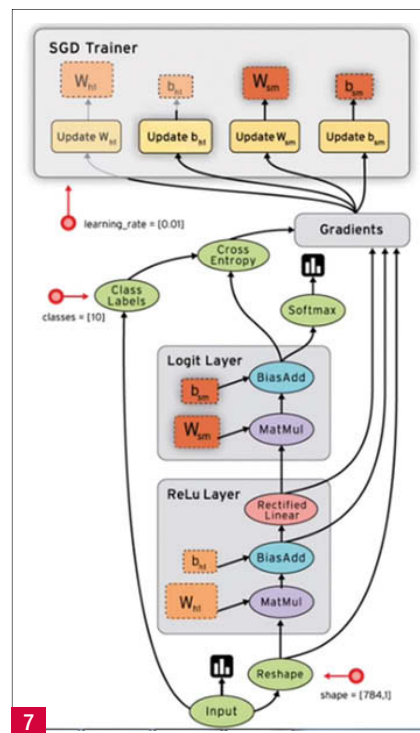 SGD Trainer
W_hl
b_hl
W_sm
b_sm
Update W_hl
Update b_hl
Update W_sm
Update b_sm
learning_rate = [0.01]
Gradients
Cross
Entropy
Class
Labels
classes = [10]
Softmax
Logit Layer
b_sm
BiasAdd
W_sm
MatMul
ReLu Layer
Rectified
Linear
b_hl
BiasAdd
W_hl
MatMul
Reshape
shape = [784,1]
Input
7